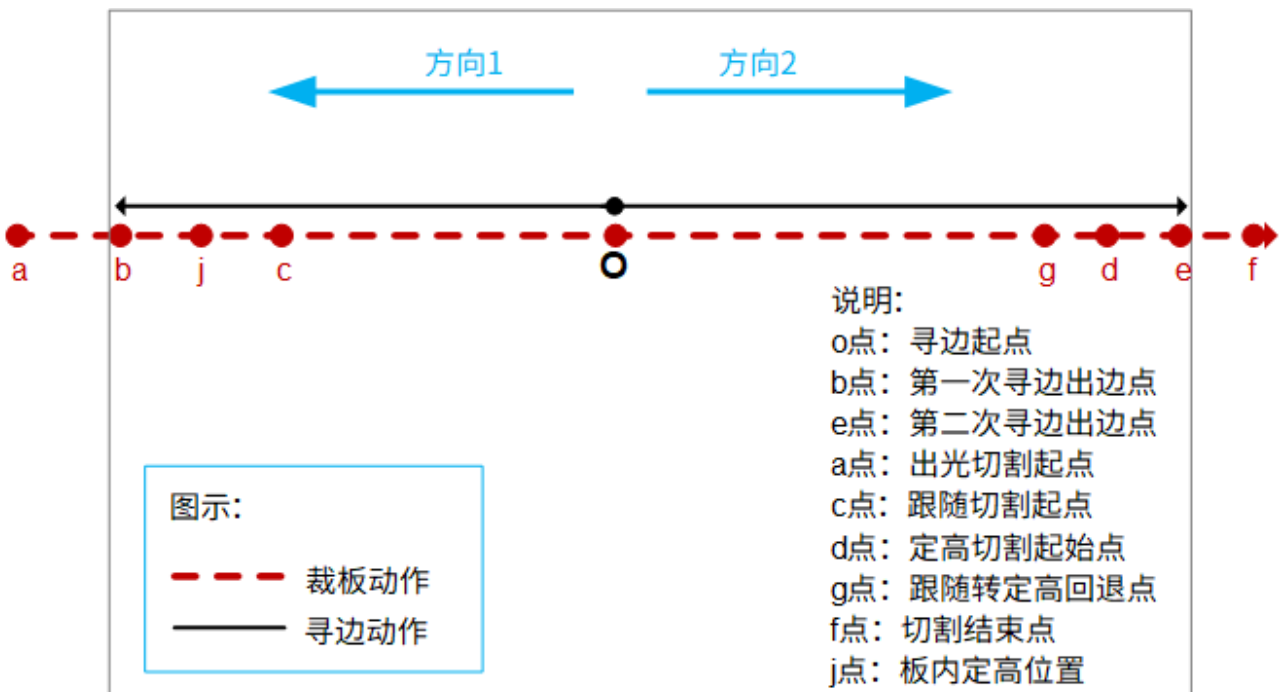 方向1 方向2
a b j c O g d e f
说明：
o点：寻边起点
b点：第一次寻边出边点
e点：第二次寻边出边点
a点：出光切割起点
c点：跟随切割起点
d点：定高切割起始点
g点：跟随转定高回退点
f点：切割结束点
j点：板内定高位置
图示：
裁板动作
寻边动作